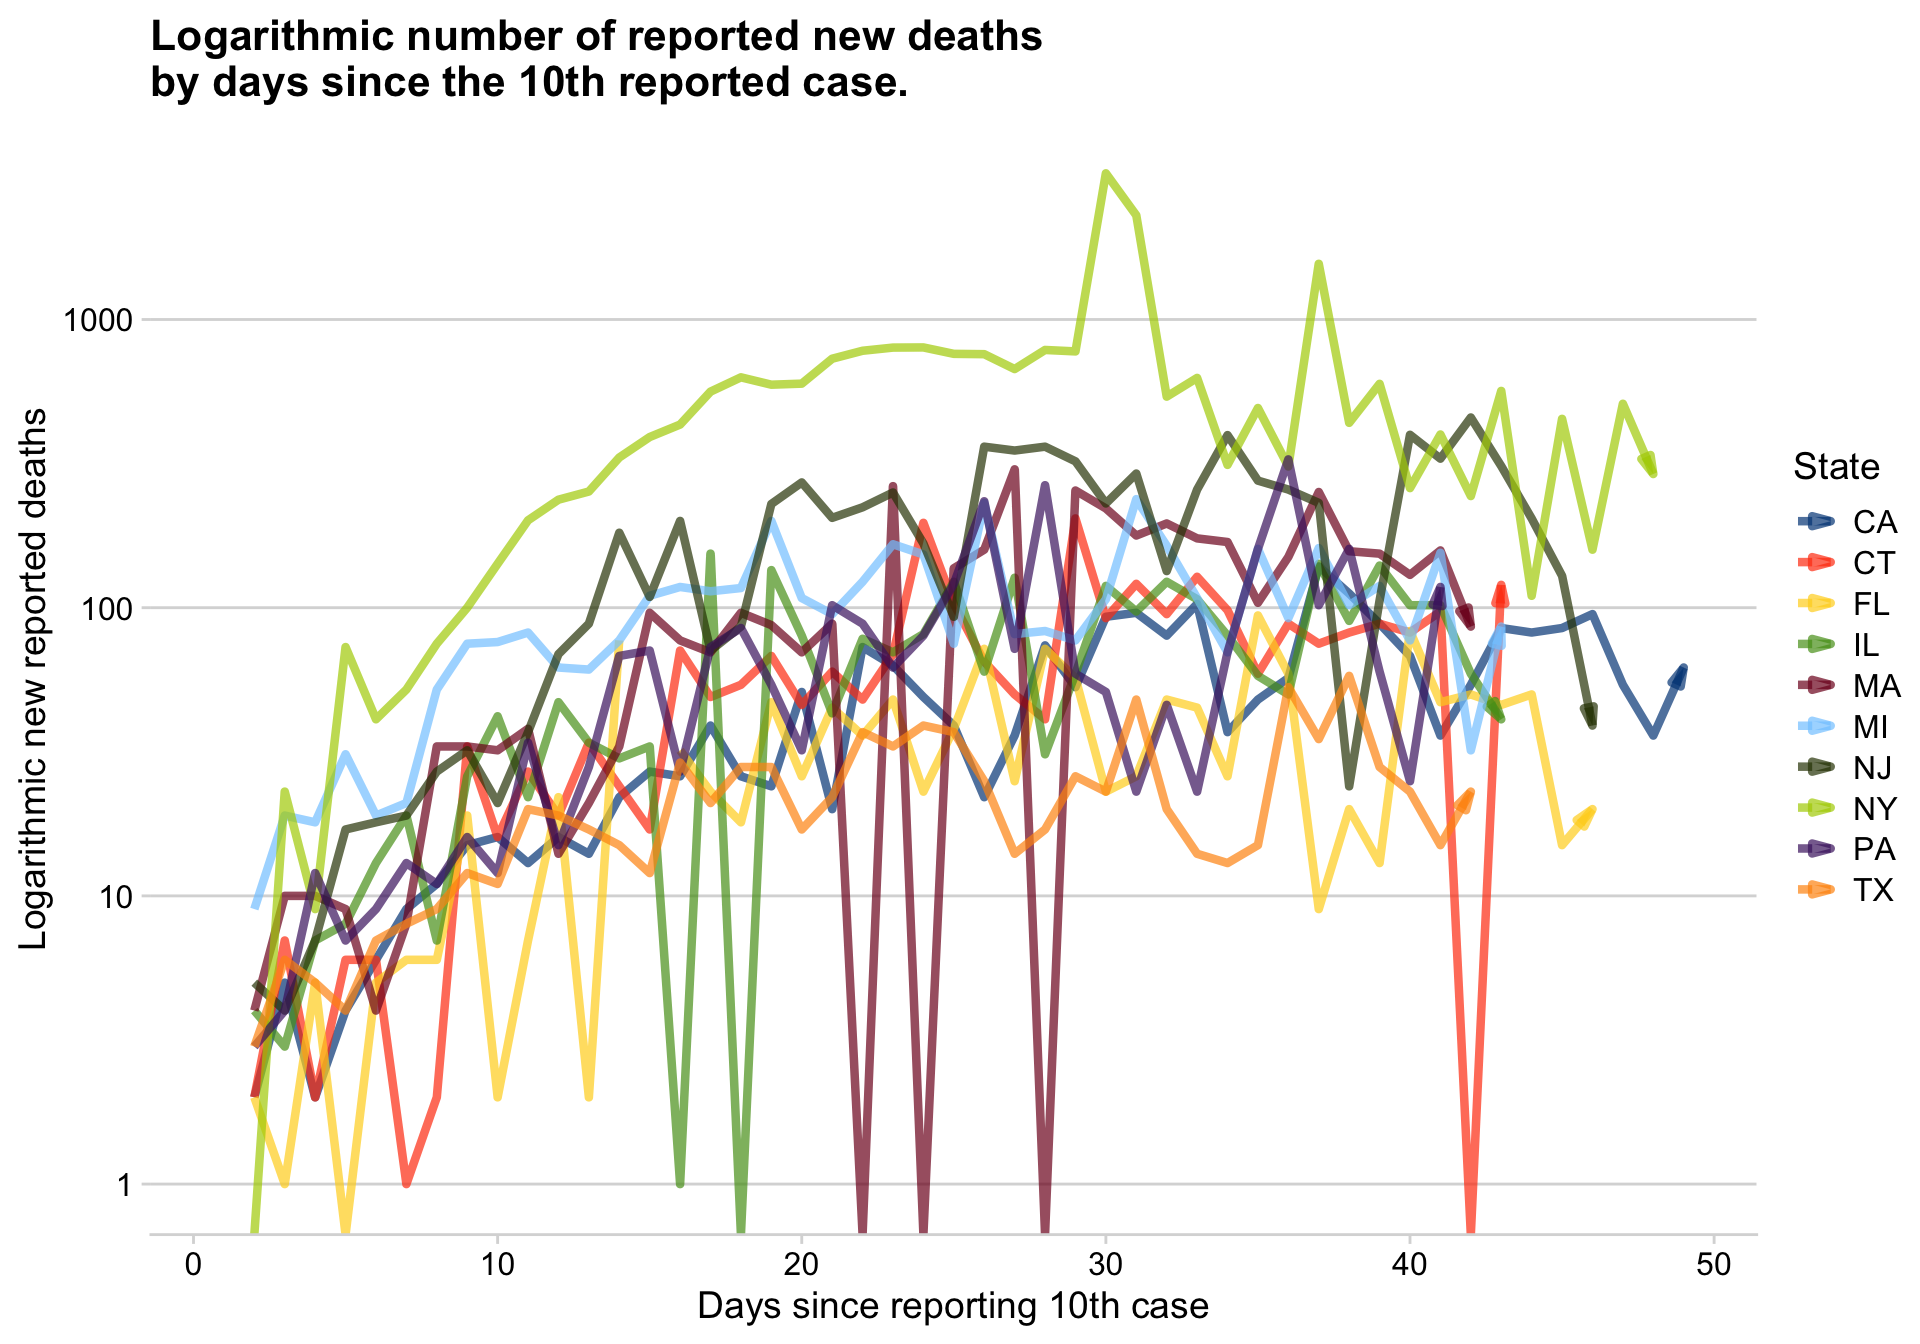 Logarithmic number of reported new deaths
by days since the 10th reported case.
Logarithmic new reported deaths
1000
100
10
1
0 10 20 30 40 50
Days since reporting 10th case
State
CA
CT
FL
IL
MA
MI
NJ
NY
PA
TX